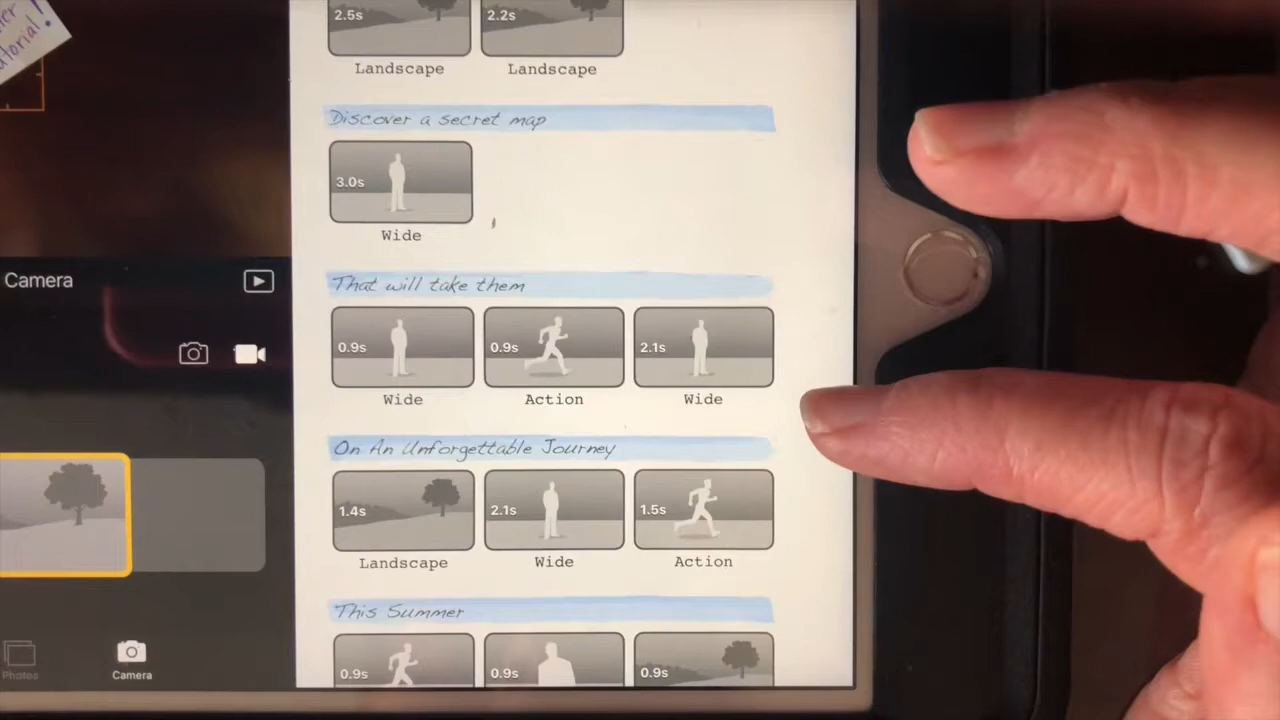 2.5s 2.2s
Landscape Landscape
Discover a secret map
3.0s
Wide
Camera
That will take them
0.9s 0.9s 2.1s
Wide Action Wide
On An Unforgettable Journey
1.4s 2.1s 1.5s
Landscape Wide Action
This Summer
0.9s 0.9s 0.9s
Photos Camera